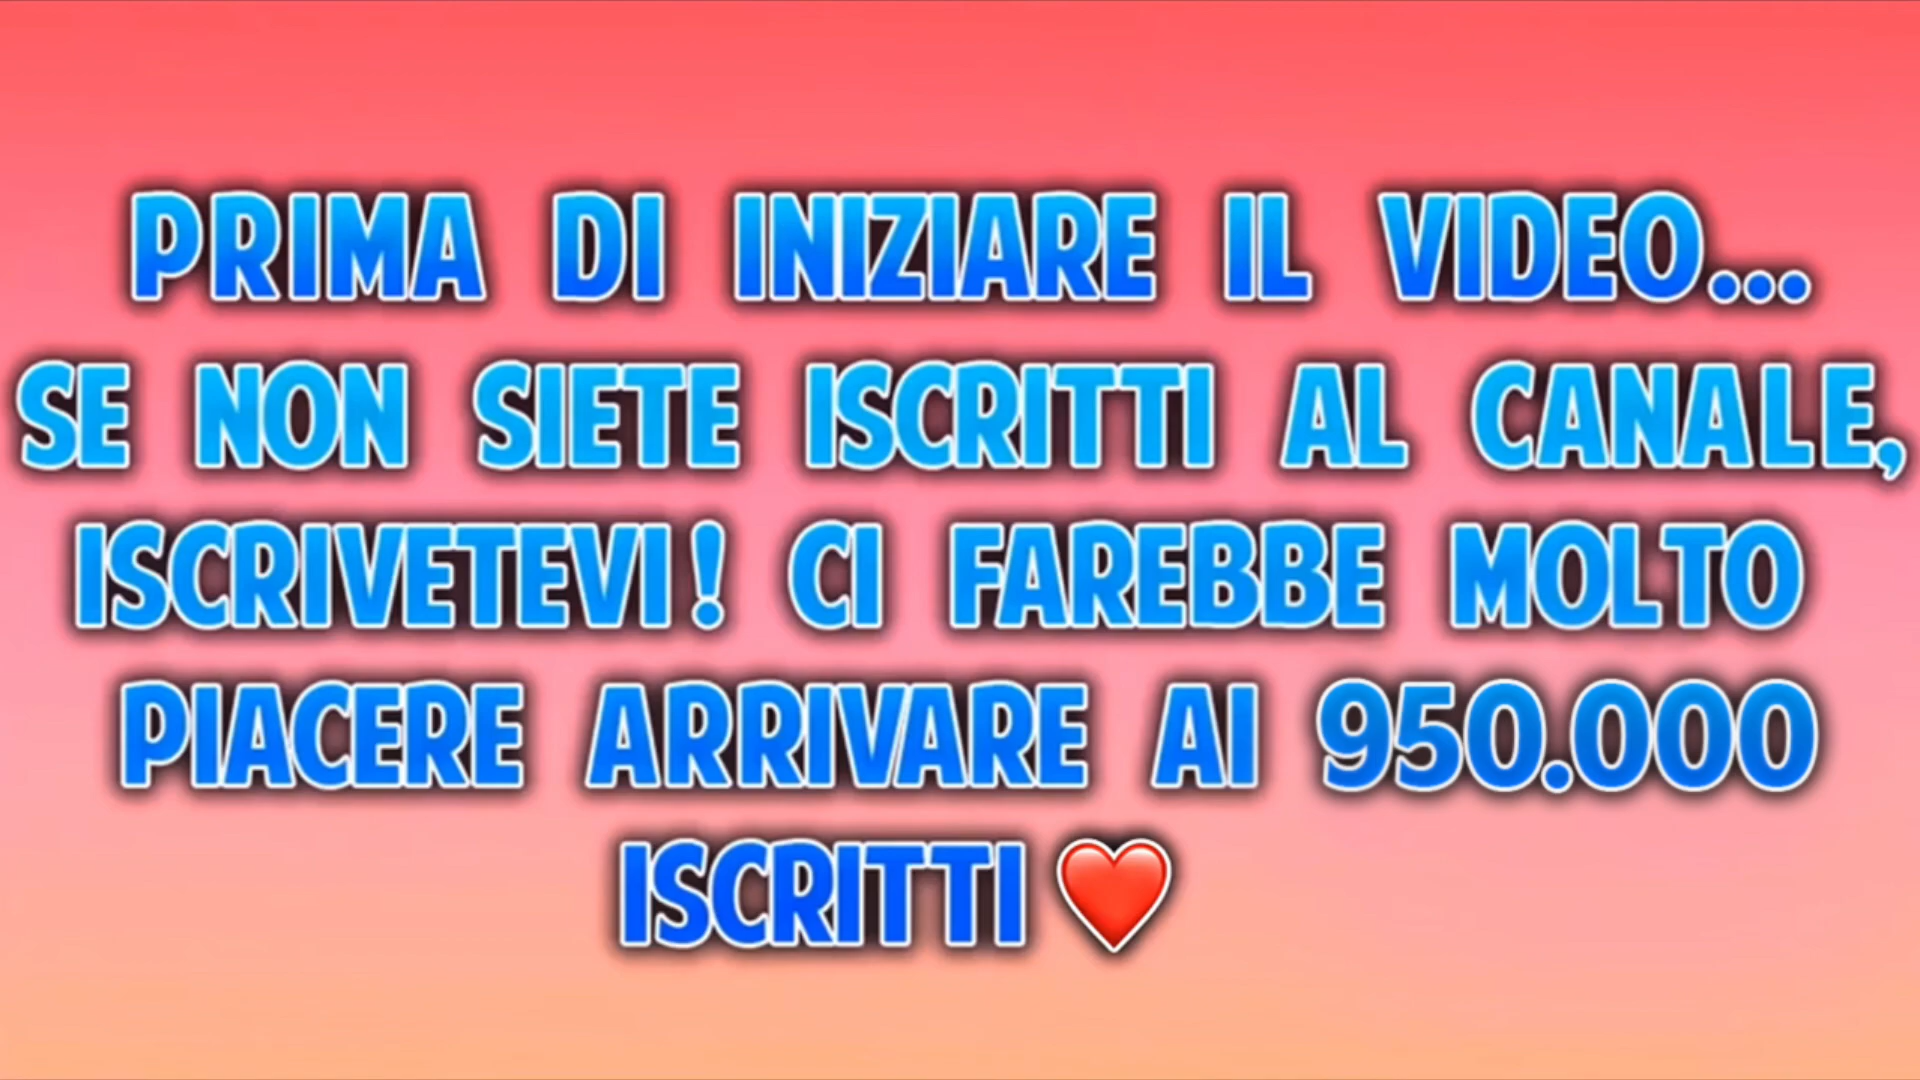 PRIMA DI INIZIARE IL VIDEO...
SE NON SIETE ISCRITTI AL CANALE,
ISCRIVETEVI! CI FAREBBE MOLTO
PIACERE ARRIVARE AI 950.000
ISCRITTI ❤️